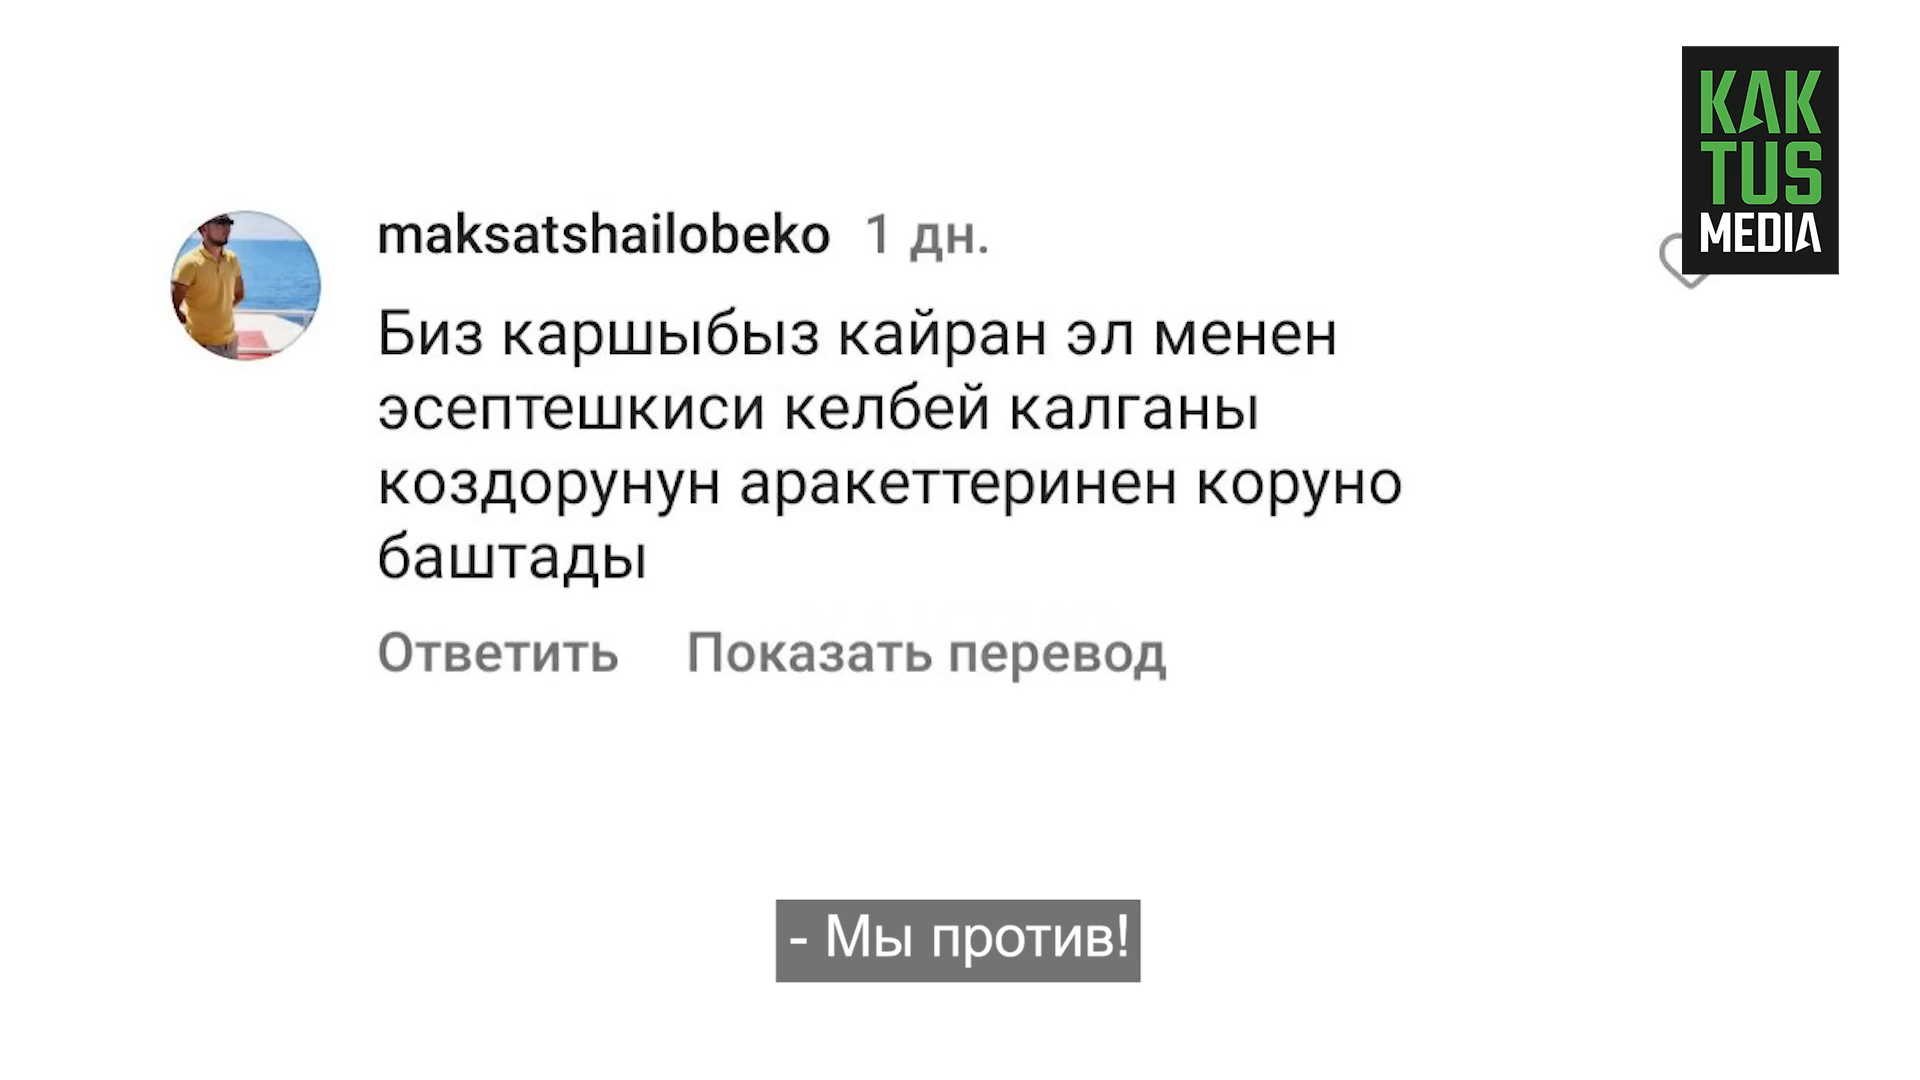 KAK
TUS
MEDIA
maksatshailobeko 1 дн.
Биз каршыбыз кайран эл менен
эсептешкиси келбей калганы
коздорунун аракеттеринен коруно
баштады
Ответить Показать перевод
- Мы против!